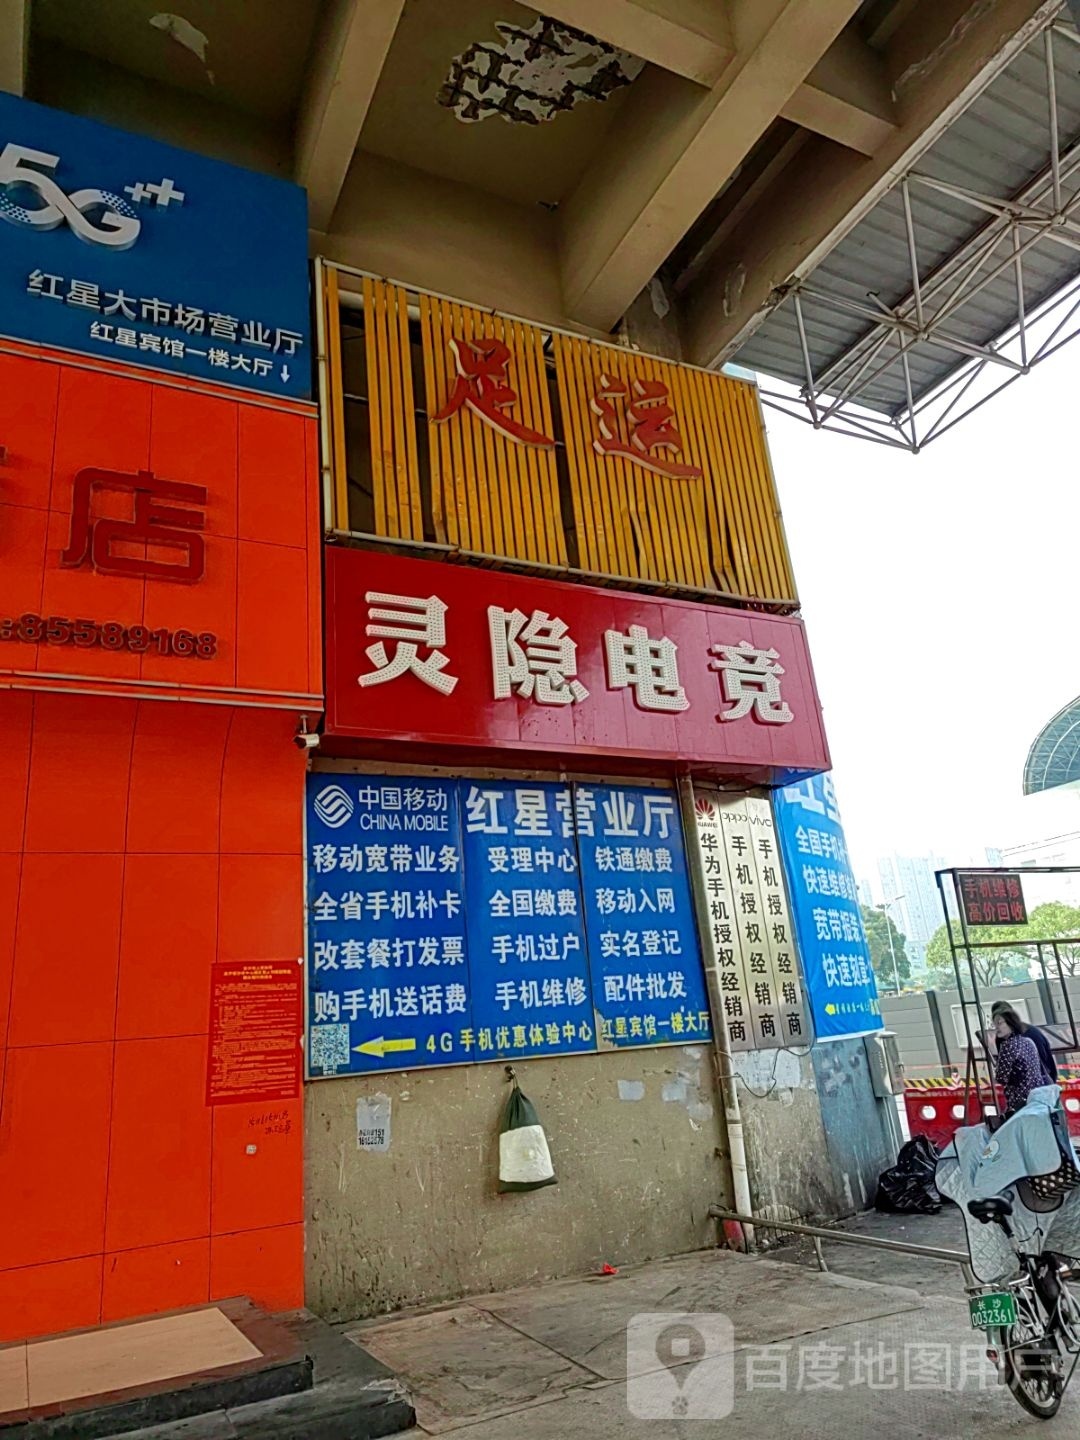 5G++
红星大市场营业厅
红星宾馆一楼大厅↓
足运
店
:85589168
灵隐电竞
中国移动
CHINA MOBILE
红星营业厅
移动宽带业务 受理中心 铁通缴费
全省手机补卡 全国缴费 移动入网
改套餐打发票 手机过户 实名登记
购手机送话费 手机维修 配件批发
4G手机优惠体验中心 红星宾馆一楼大厅
HUAWEI
华为手机授权经销商
oppo
手机授权经销商
vivo
手机授权经销商
红星
全国手机
快速维修
宽带报装
快速刻章
手机维修
高价回收
长沙
0032361
百度地图用户